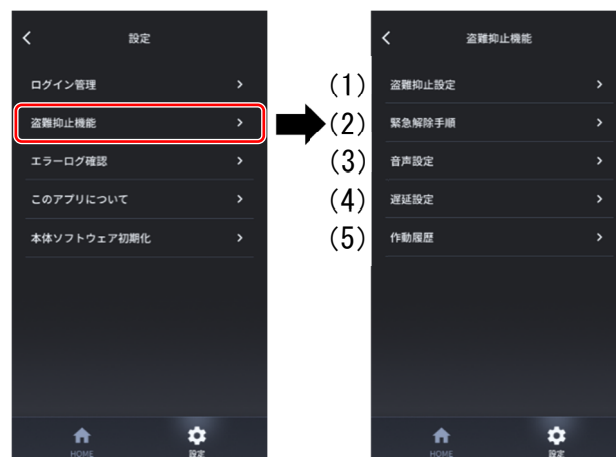 設定
ログイン管理
盗難抑止機能
エラーログ確認
このアプリについて
本体ソフトウェア初期化
HOME
設定
盗難抑止機能
(1) 盗難抑止設定
(2) 緊急解除手順
(3) 音声設定
(4) 遅延設定
(5) 作動履歴
HOME
設定